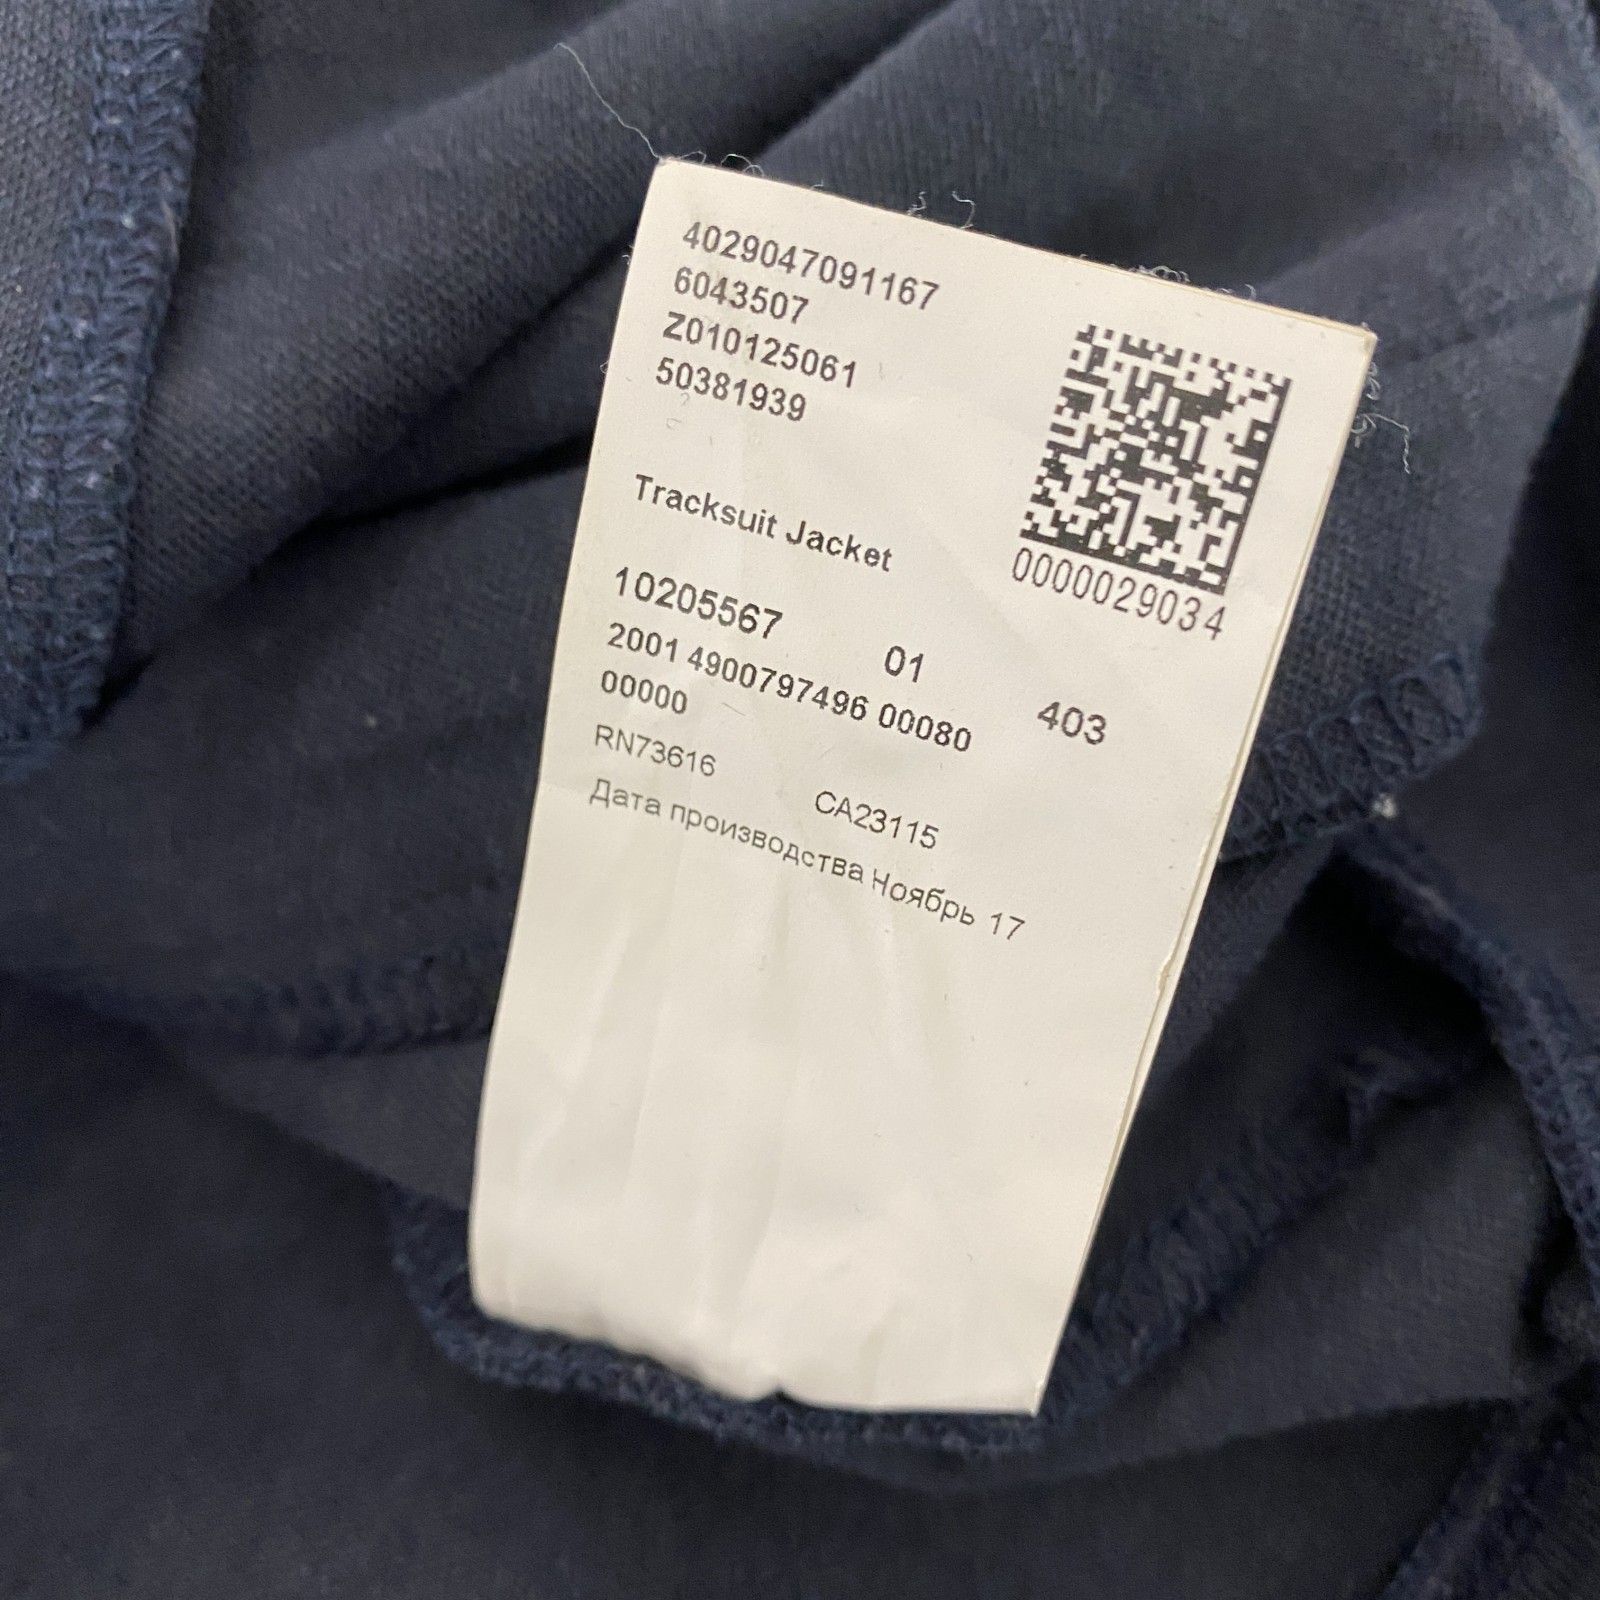 4029047091167
6043507
Z010125061
50381939
0000029034
Tracksuit Jacket
10205567 01 403
2001 4900797496 00080
00000
RN73616 CA23115
Дата производства Ноябрь 17